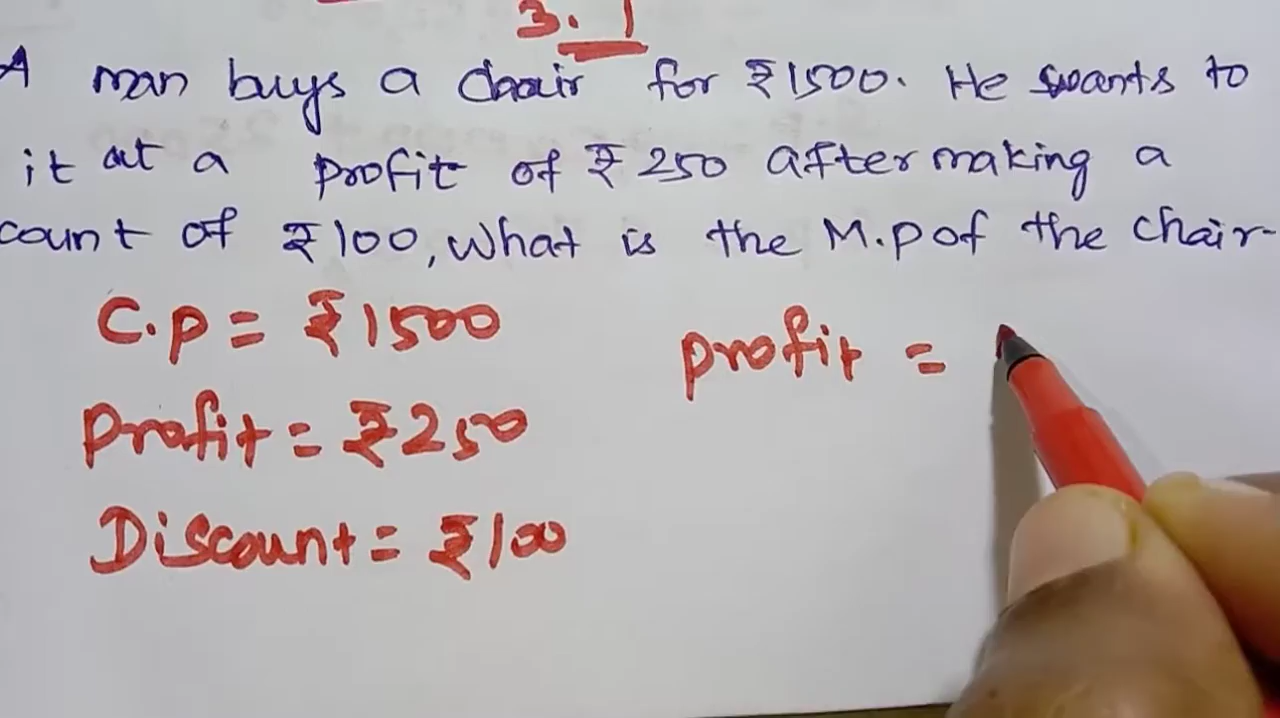 3. 1
A man buys a chair for ₹1500. He wants to
it at a profit of ₹250 after making a
count of ₹100, what is the M.P of the chair-
C.p = ₹1500
profit =
Profit = ₹250
Discount = ₹100